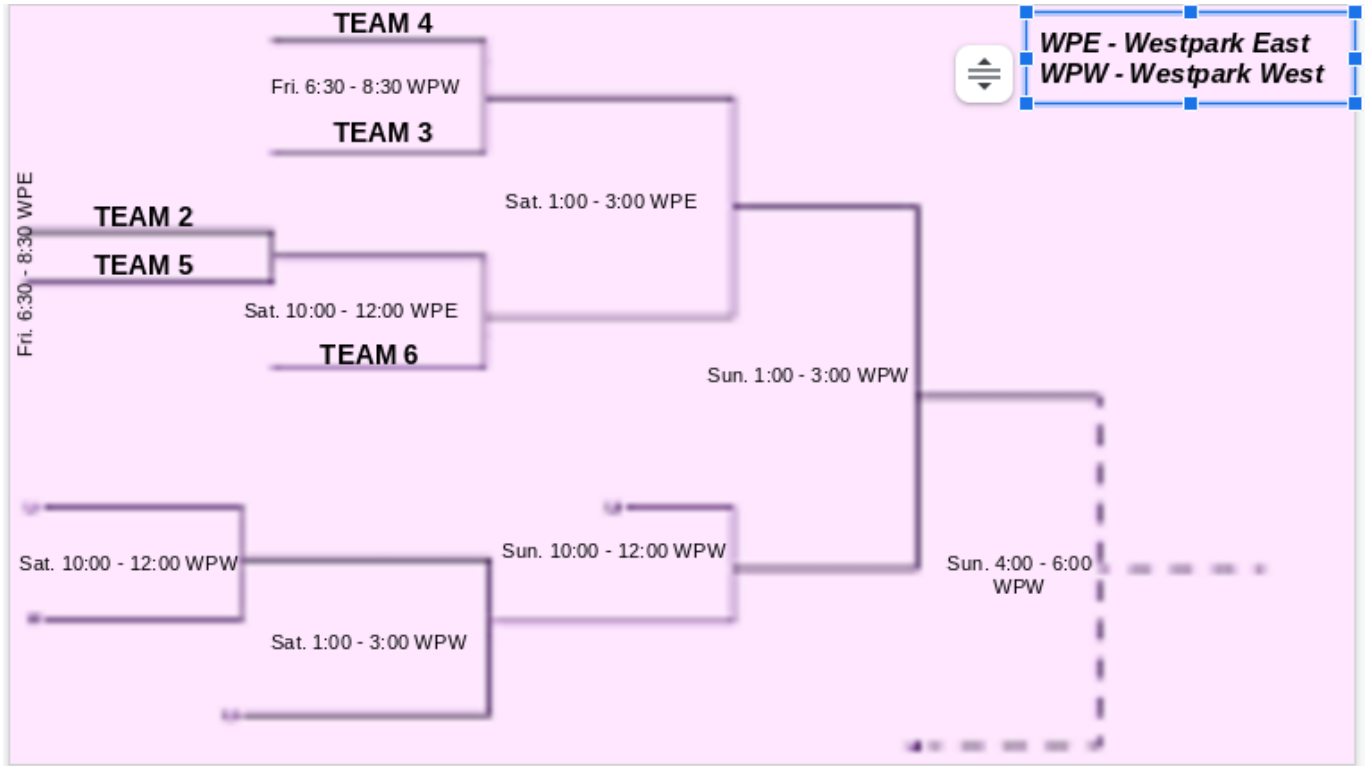 TEAM 4
WPE - Westpark East
WPW - Westpark West
Fri. 6:30 - 8:30 WPW
TEAM 3
Fri. 6:30 - 8:30 WPE
TEAM 2
Sat. 1:00 - 3:00 WPE
TEAM 5
Sat. 10:00 - 12:00 WPE
TEAM 6
Sun. 1:00 - 3:00 WPW
Sat. 10:00 - 12:00 WPW
Sun. 10:00 - 12:00 WPW
Sun. 4:00 - 6:00
WPW
Sat. 1:00 - 3:00 WPW